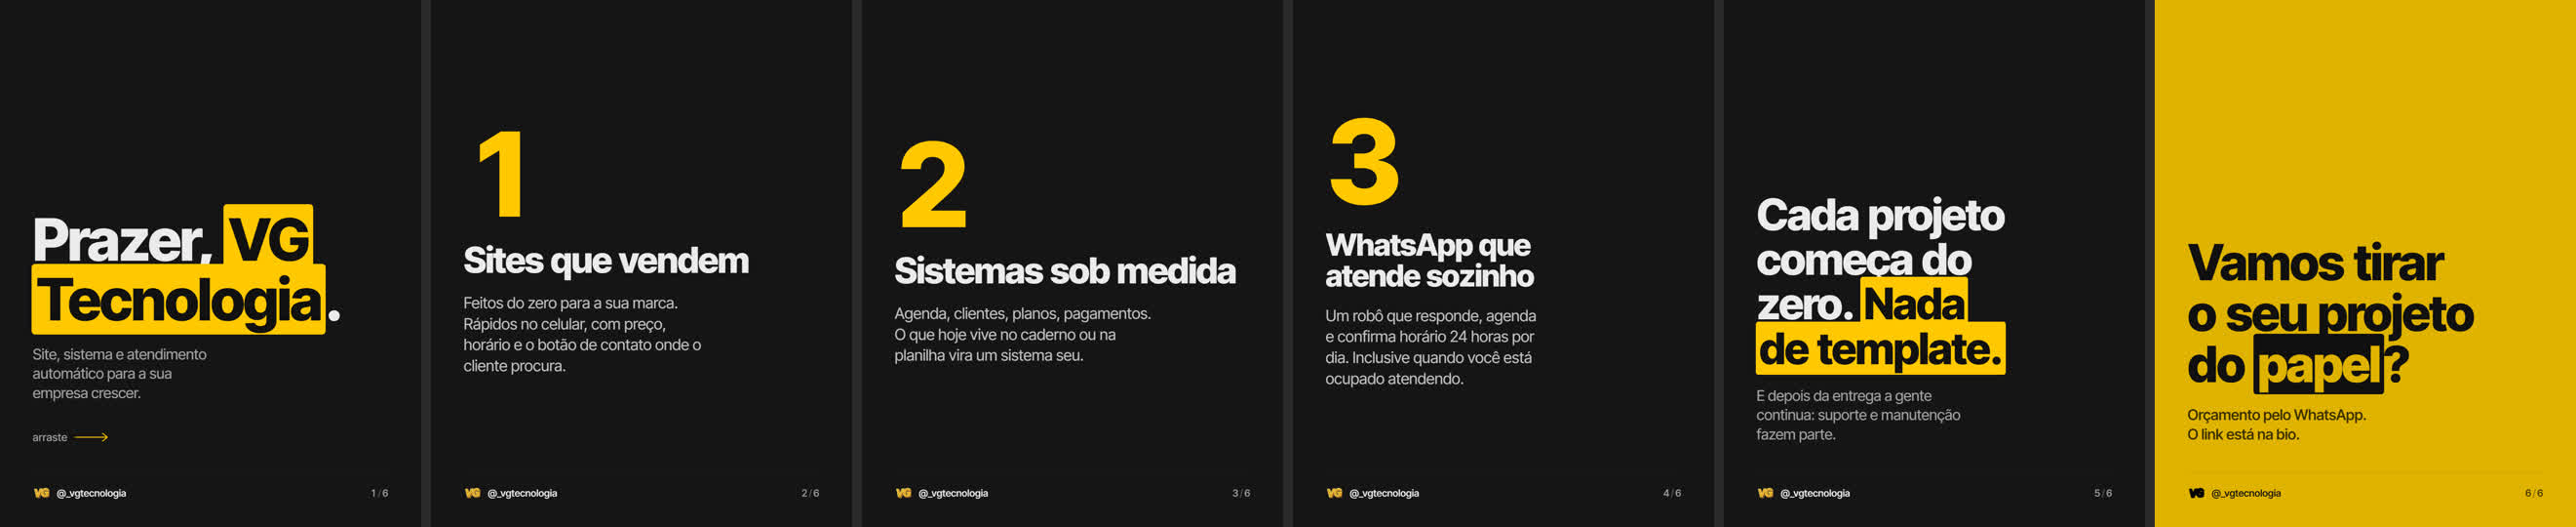 Prazer, VG
Tecnologia.
Site, sistema e atendimento
automático para a sua
empresa crescer.
arraste
VG @_vgtecnologia
1/6
1
Sites que vendem
Feitos do zero para a sua marca.
Rápidos no celular, com preço,
horário e o botão de contato onde o
cliente procura.
VG @_vgtecnologia
2/6
2
Sistemas sob medida
Agenda, clientes, planos, pagamentos.
O que hoje vive no caderno ou na
planilha vira um sistema seu.
VG @_vgtecnologia
3/6
3
WhatsApp que
atende sozinho
Um robô que responde, agenda
e confirma horário 24 horas por
dia. Inclusive quando você está
ocupado atendendo.
VG @_vgtecnologia
4/6
Cada projeto
começa do
zero. Nada
de template.
E depois da entrega a gente
continua: suporte e manutenção
fazem parte.
VG @_vgtecnologia
5/6
Vamos tirar
o seu projeto
do papel?
Orçamento pelo WhatsApp.
O link está na bio.
VG @_vgtecnologia
6/6